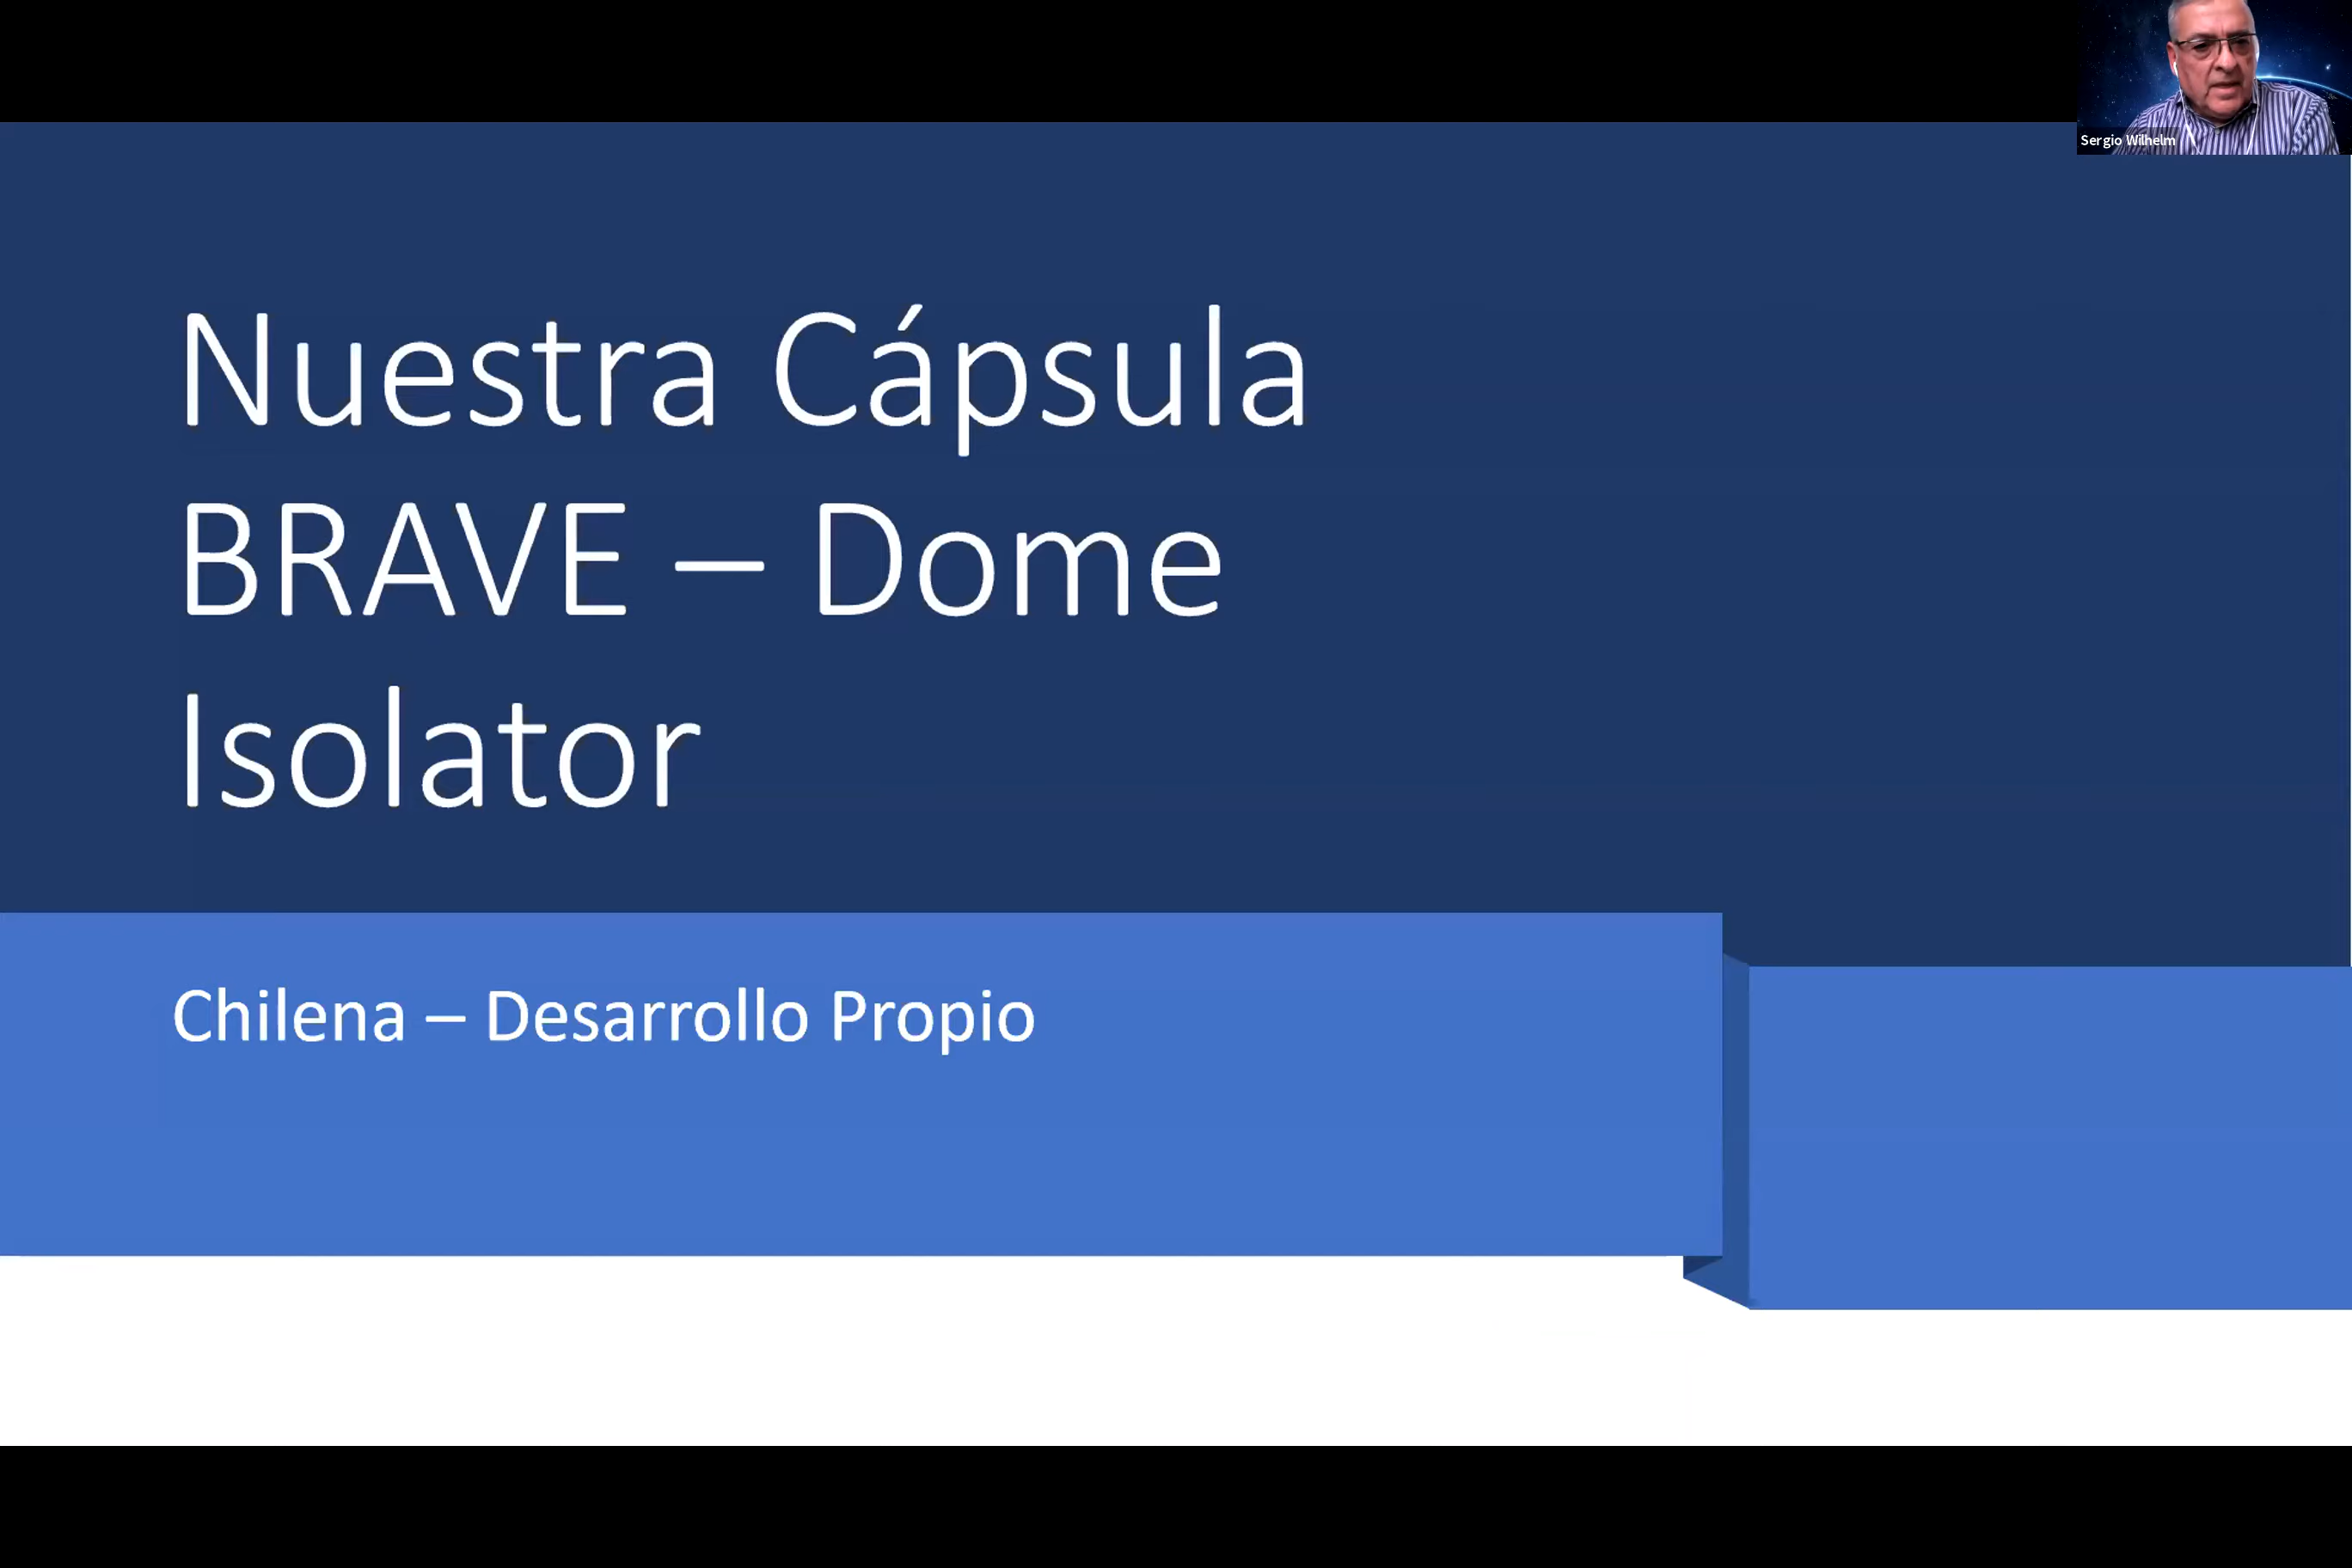 Sergio Wilhelm
Nuestra Cápsula
BRAVE – Dome
Isolator
Chilena – Desarrollo Propio